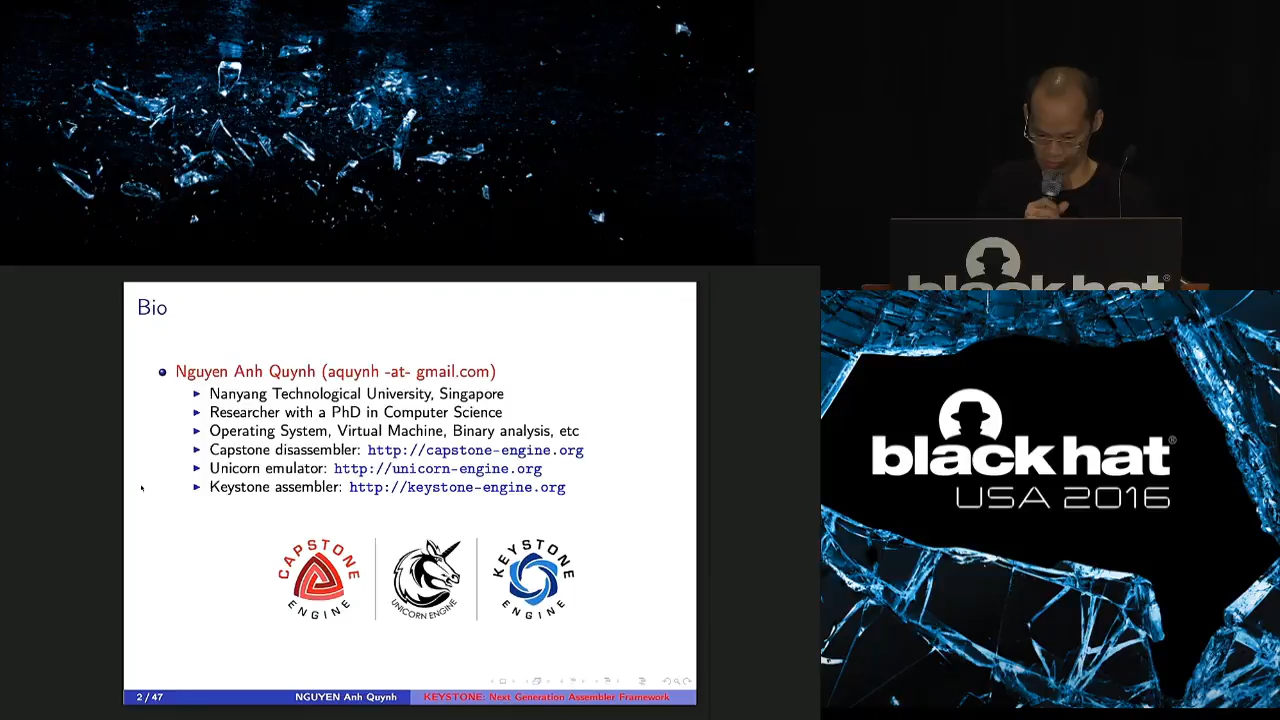 black hat®
Bio
Nguyen Anh Quynh (aquynh -at- gmail.com)
Nanyang Technological University, Singapore
Researcher with a PhD in Computer Science
Operating System, Virtual Machine, Binary analysis, etc
Capstone disassembler: http://capstone-engine.org
Unicorn emulator: http://unicorn-engine.org
Keystone assembler: http://keystone-engine.org
CAPSTONE ENGINE
UNICORN ENGINE
KEYSTONE ENGINE
2 / 47 NGUYEN Anh Quynh KEYSTONE: Next Generation Assembler Framework
black hat®
USA 2016